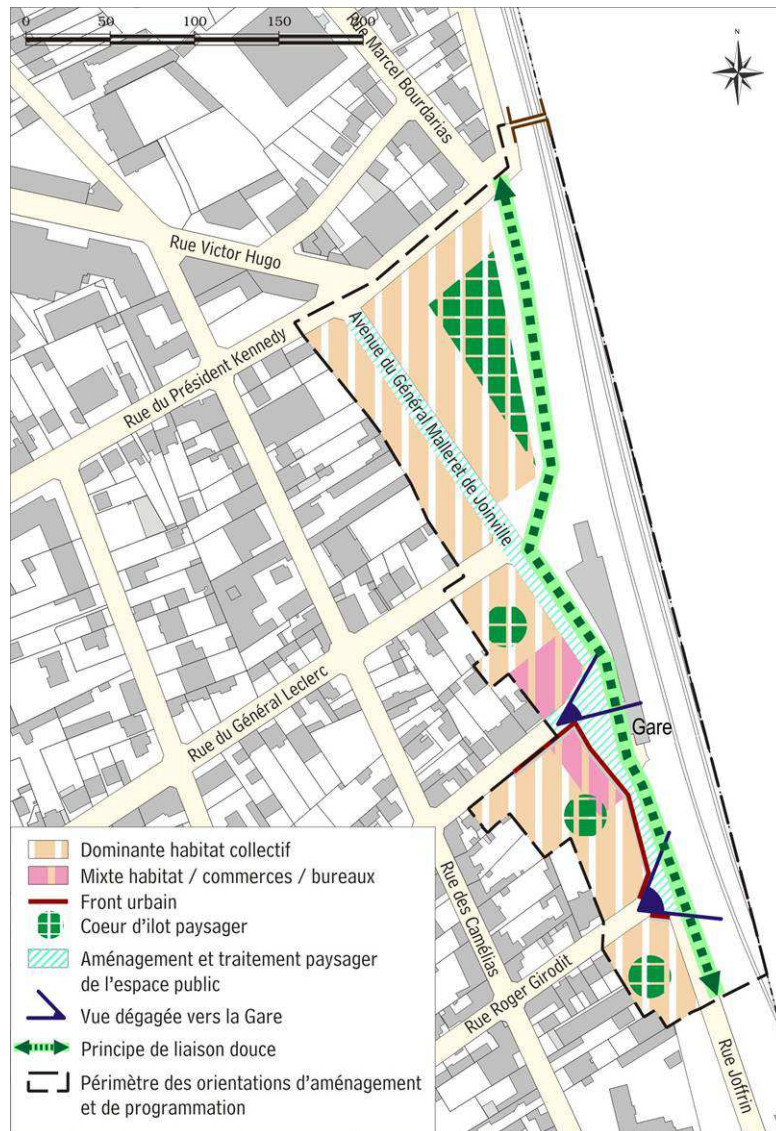 0 50 100 150 200
N
Rue Marcel Bourdarias
Rue Victor Hugo
Rue du Président Kennedy
Avenue du Général Malleret de Joinville
Rue du Général Leclerc
Gare
Rue des Camélias
Rue Roger Girodit
Rue Joffrin
Dominante habitat collectif
Mixte habitat / commerces / bureaux
Front urbain
Coeur d'ilot paysager
Aménagement et traitement paysager
de l'espace public
Vue dégagée vers la Gare
Principe de liaison douce
Périmètre des orientations d'aménagement
et de programmation